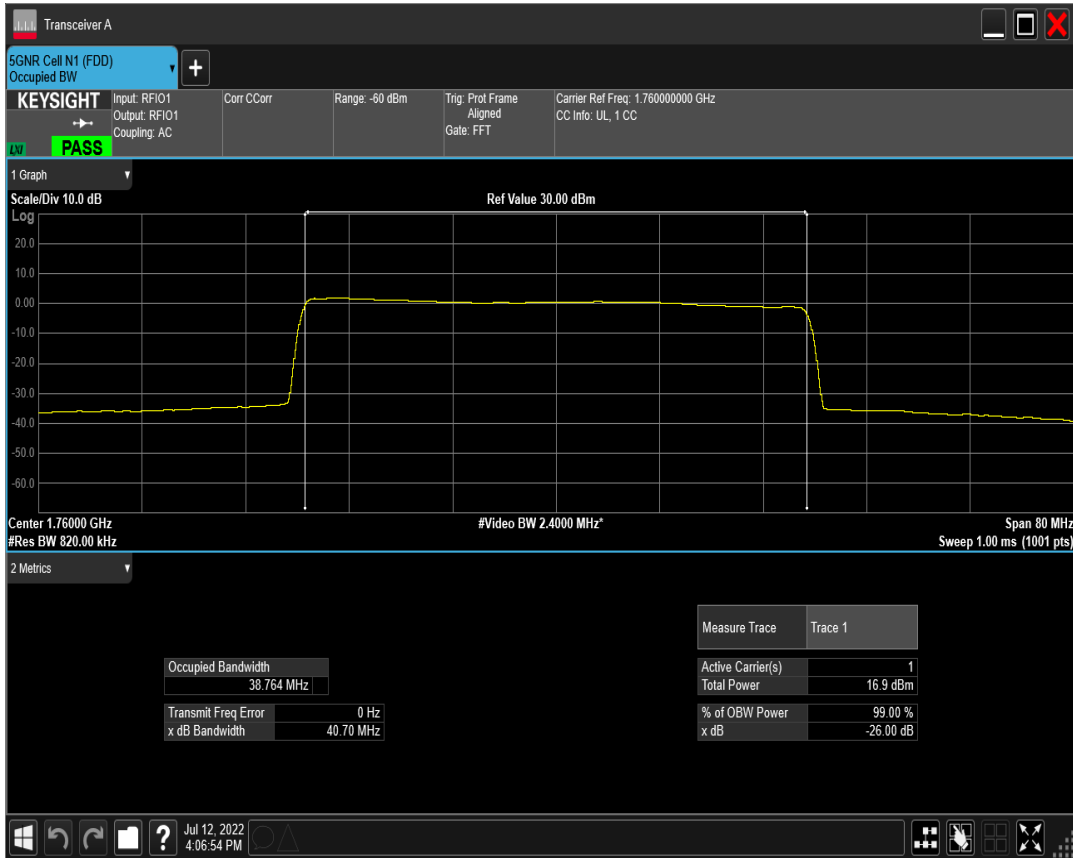 Transceiver A
5GNR Cell N1 (FDD)
Occupied BW
+
KEYSIGHT
LXI
PASS
Input: RFIO1
Output: RFIO1
Coupling: AC
Corr CCorr
Range: -60 dBm
Trig: Prot Frame
Aligned
Gate: FFT
Carrier Ref Freq: 1.760000000 GHz
CC Info: UL, 1 CC
1 Graph
Scale/Div 10.0 dB
Ref Value 30.00 dBm
Log
20.0
10.0
0.00
-10.0
-20.0
-30.0
-40.0
-50.0
-60.0
Center 1.76000 GHz
#Video BW 2.4000 MHz*
Span 80 MHz
#Res BW 820.00 kHz
Sweep 1.00 ms (1001 pts)
2 Metrics
Measure Trace Trace 1
Occupied Bandwidth
38.764 MHz
Active Carrier(s) 1
Total Power 16.9 dBm
Transmit Freq Error 0 Hz
x dB Bandwidth 40.70 MHz
% of OBW Power 99.00 %
x dB -26.00 dB
?
Jul 12, 2022
4:06:54 PM